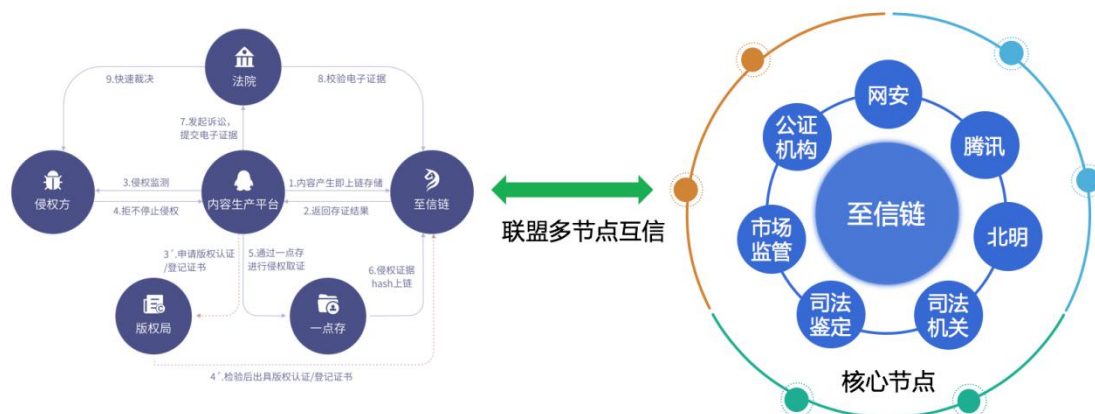 法院
9.快速裁决
8.校验电子证据
7.发起诉讼，
提交电子证据
侵权方
3.侵权监测
4.拒不停止侵权
内容生产平台
1.内容产生即上链存储
2.返回存证结果
至信链
3´.申请版权认证
/登记证书
5.通过一点存
进行侵权取证
6.侵权证据
hash上链
版权局
一点存
4´.检验后出具版权认证/登记证书
联盟多节点互信
网安
公证
机构
腾讯
至信链
市场
监管
北明
司法
鉴定
司法
机关
核心节点